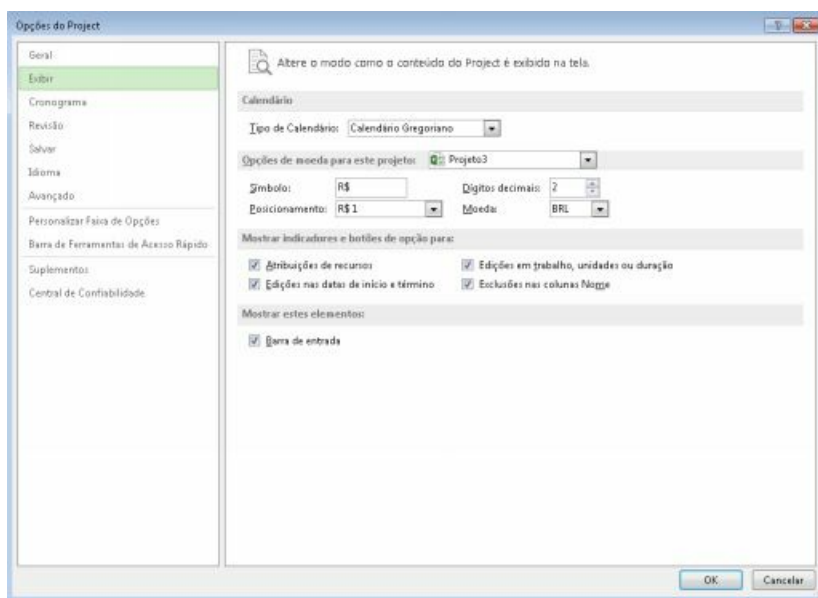 Opções do Project
Geral
Exibir
Cronograma
Revisão
Salvar
Idioma
Avançado
Personalizar Faixa de Opções
Barra de Ferramentas de Acesso Rápido
Suplementos
Central de Confiabilidade
Altere o modo como o conteúdo do Project é exibido na tela.
Calendário
Tipo de Calendário: Calendário Gregoriano
Opções de moeda para este projeto: Projeto3
Símbolo: R$ Dígitos decimais: 2
Posicionamento: R$ 1 Moeda: BRL
Mostrar indicadores e botões de opção para:
Atribuições de recursos Edições em trabalho, unidades ou duração
Edições nas datas de início e término Exclusões nas colunas Nome
Mostrar estes elementos:
Barra de entrada
OK Cancelar